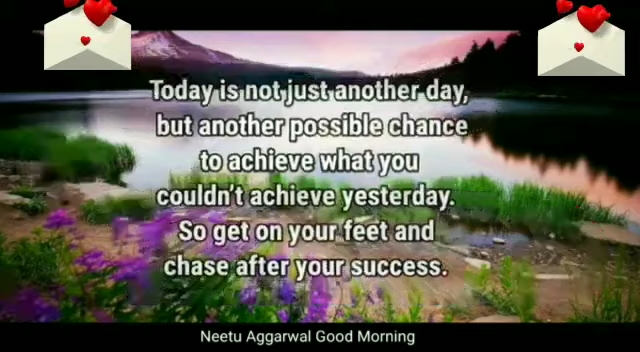 Today is not just another day,
but another possible chance
to achieve what you
couldn't achieve yesterday.
So get on your feet and
chase after your success.
Neetu Aggarwal Good Morning